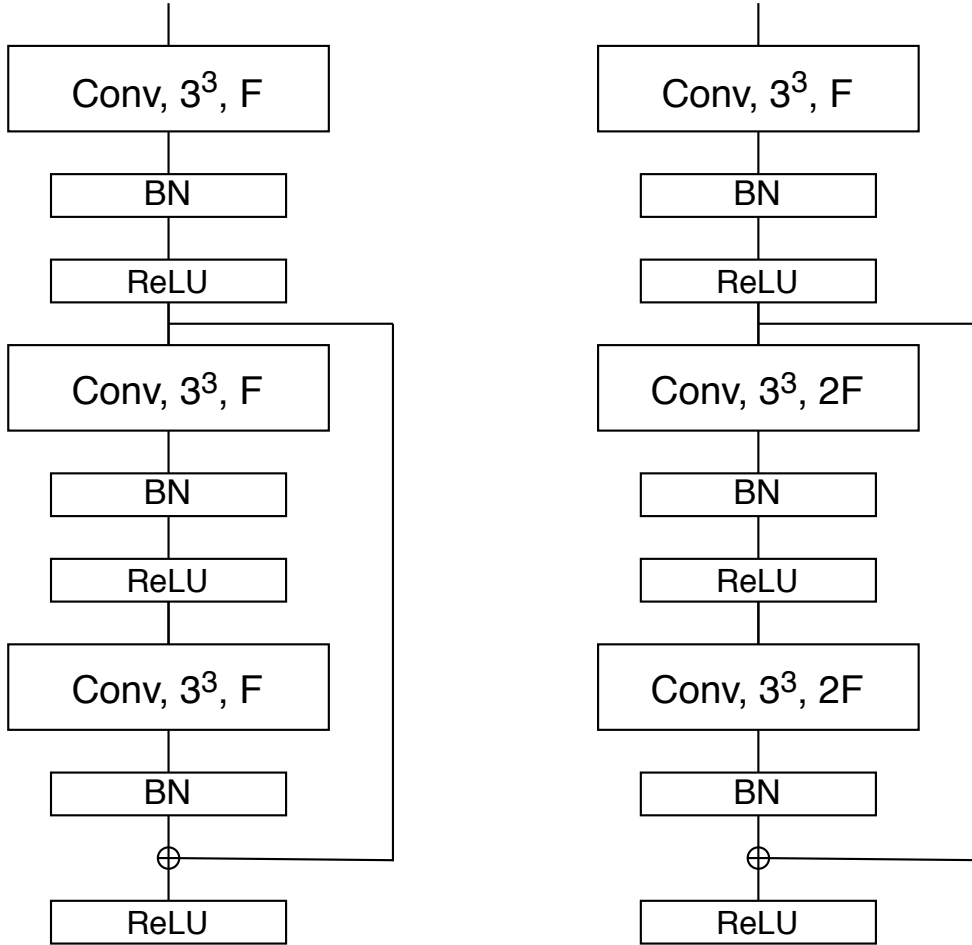 Conv, 3³, F
BN
ReLU
Conv, 3³, F
BN
ReLU
Conv, 3³, F
BN
ReLU
Conv, 3³, F
BN
ReLU
Conv, 3³, 2F
BN
ReLU
Conv, 3³, 2F
BN
ReLU